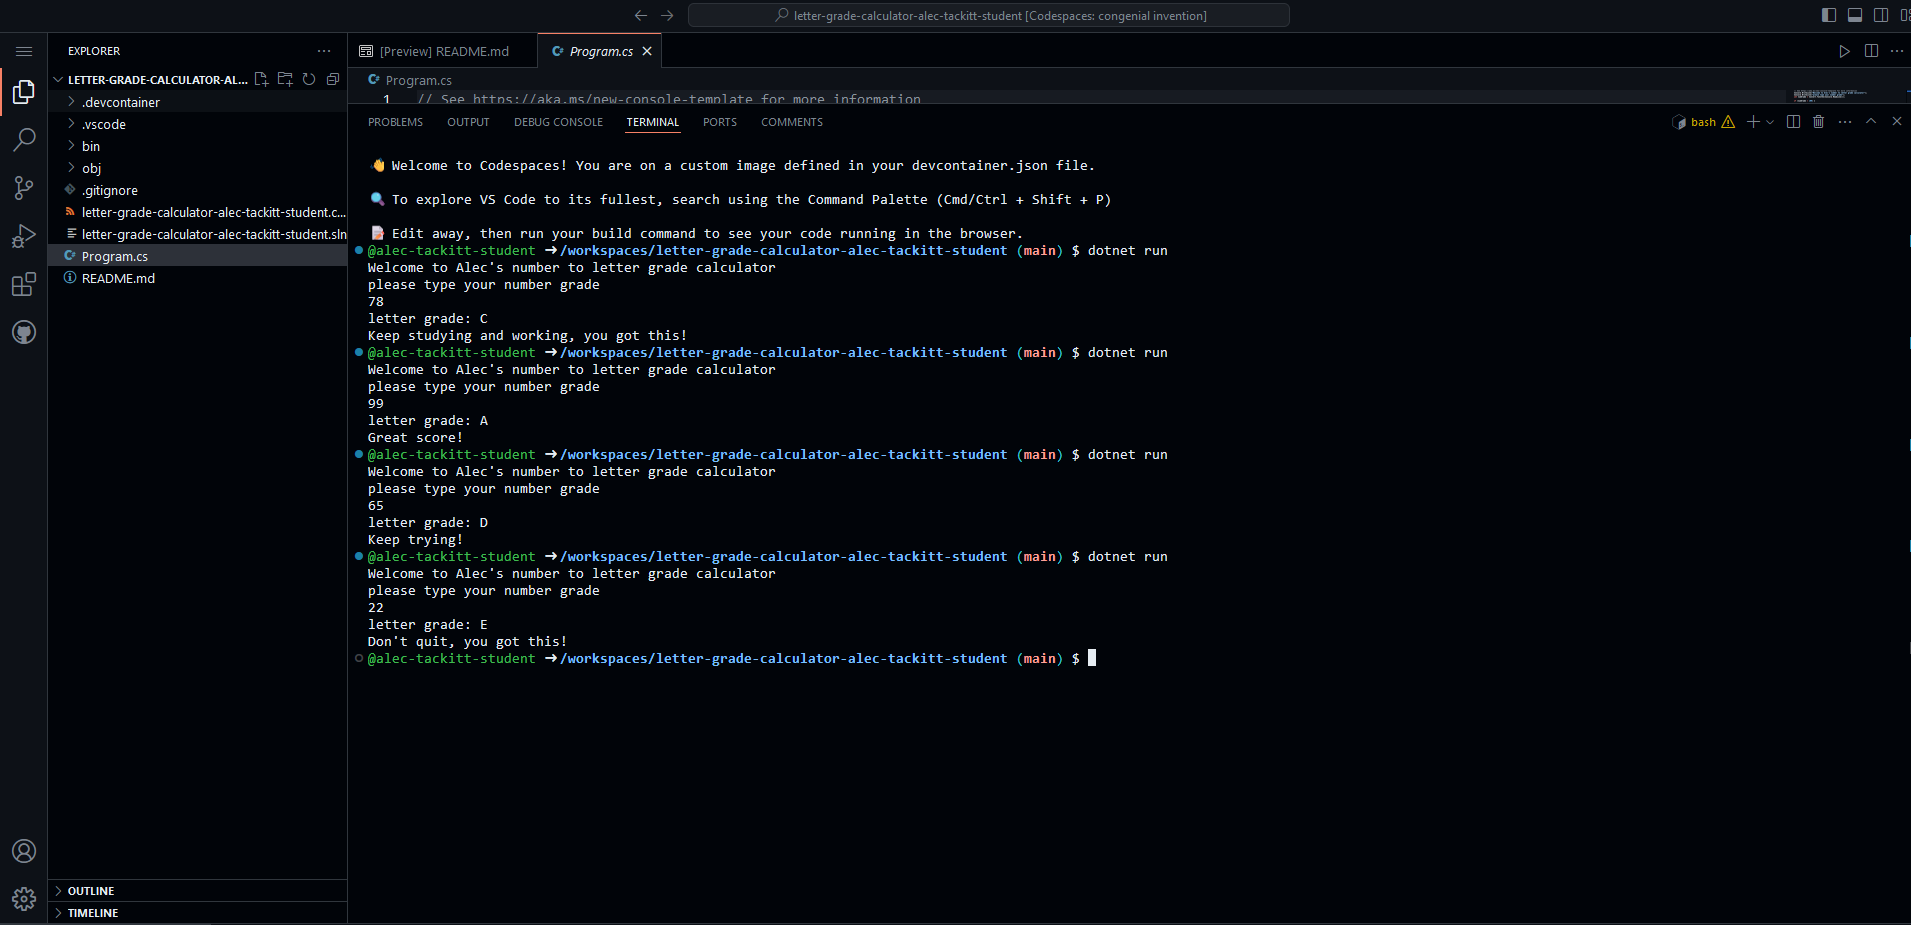 letter-grade-calculator-alec-tackitt-student [Codespaces: congenial invention]
EXPLORER
LETTER-GRADE-CALCULATOR-AL...
.devcontainer
.vscode
bin
obj
.gitignore
letter-grade-calculator-alec-tackitt-student.c...
letter-grade-calculator-alec-tackitt-student.sln
Program.cs
README.md
OUTLINE
TIMELINE
[Preview] README.md
Program.cs
Program.cs
1 // See https://aka.ms/new-console-template for more information
PROBLEMS OUTPUT DEBUG CONSOLE TERMINAL PORTS COMMENTS
bash
👋 Welcome to Codespaces! You are on a custom image defined in your devcontainer.json file.
🔍 To explore VS Code to its fullest, search using the Command Palette (Cmd/Ctrl + Shift + P)
📝 Edit away, then run your build command to see your code running in the browser.
@alec-tackitt-student ➜/workspaces/letter-grade-calculator-alec-tackitt-student (main) $ dotnet run
Welcome to Alec's number to letter grade calculator
please type your number grade
78
letter grade: C
Keep studying and working, you got this!
@alec-tackitt-student ➜/workspaces/letter-grade-calculator-alec-tackitt-student (main) $ dotnet run
Welcome to Alec's number to letter grade calculator
please type your number grade
99
letter grade: A
Great score!
@alec-tackitt-student ➜/workspaces/letter-grade-calculator-alec-tackitt-student (main) $ dotnet run
Welcome to Alec's number to letter grade calculator
please type your number grade
65
letter grade: D
Keep trying!
@alec-tackitt-student ➜/workspaces/letter-grade-calculator-alec-tackitt-student (main) $ dotnet run
Welcome to Alec's number to letter grade calculator
please type your number grade
22
letter grade: E
Don't quit, you got this!
@alec-tackitt-student ➜/workspaces/letter-grade-calculator-alec-tackitt-student (main) $